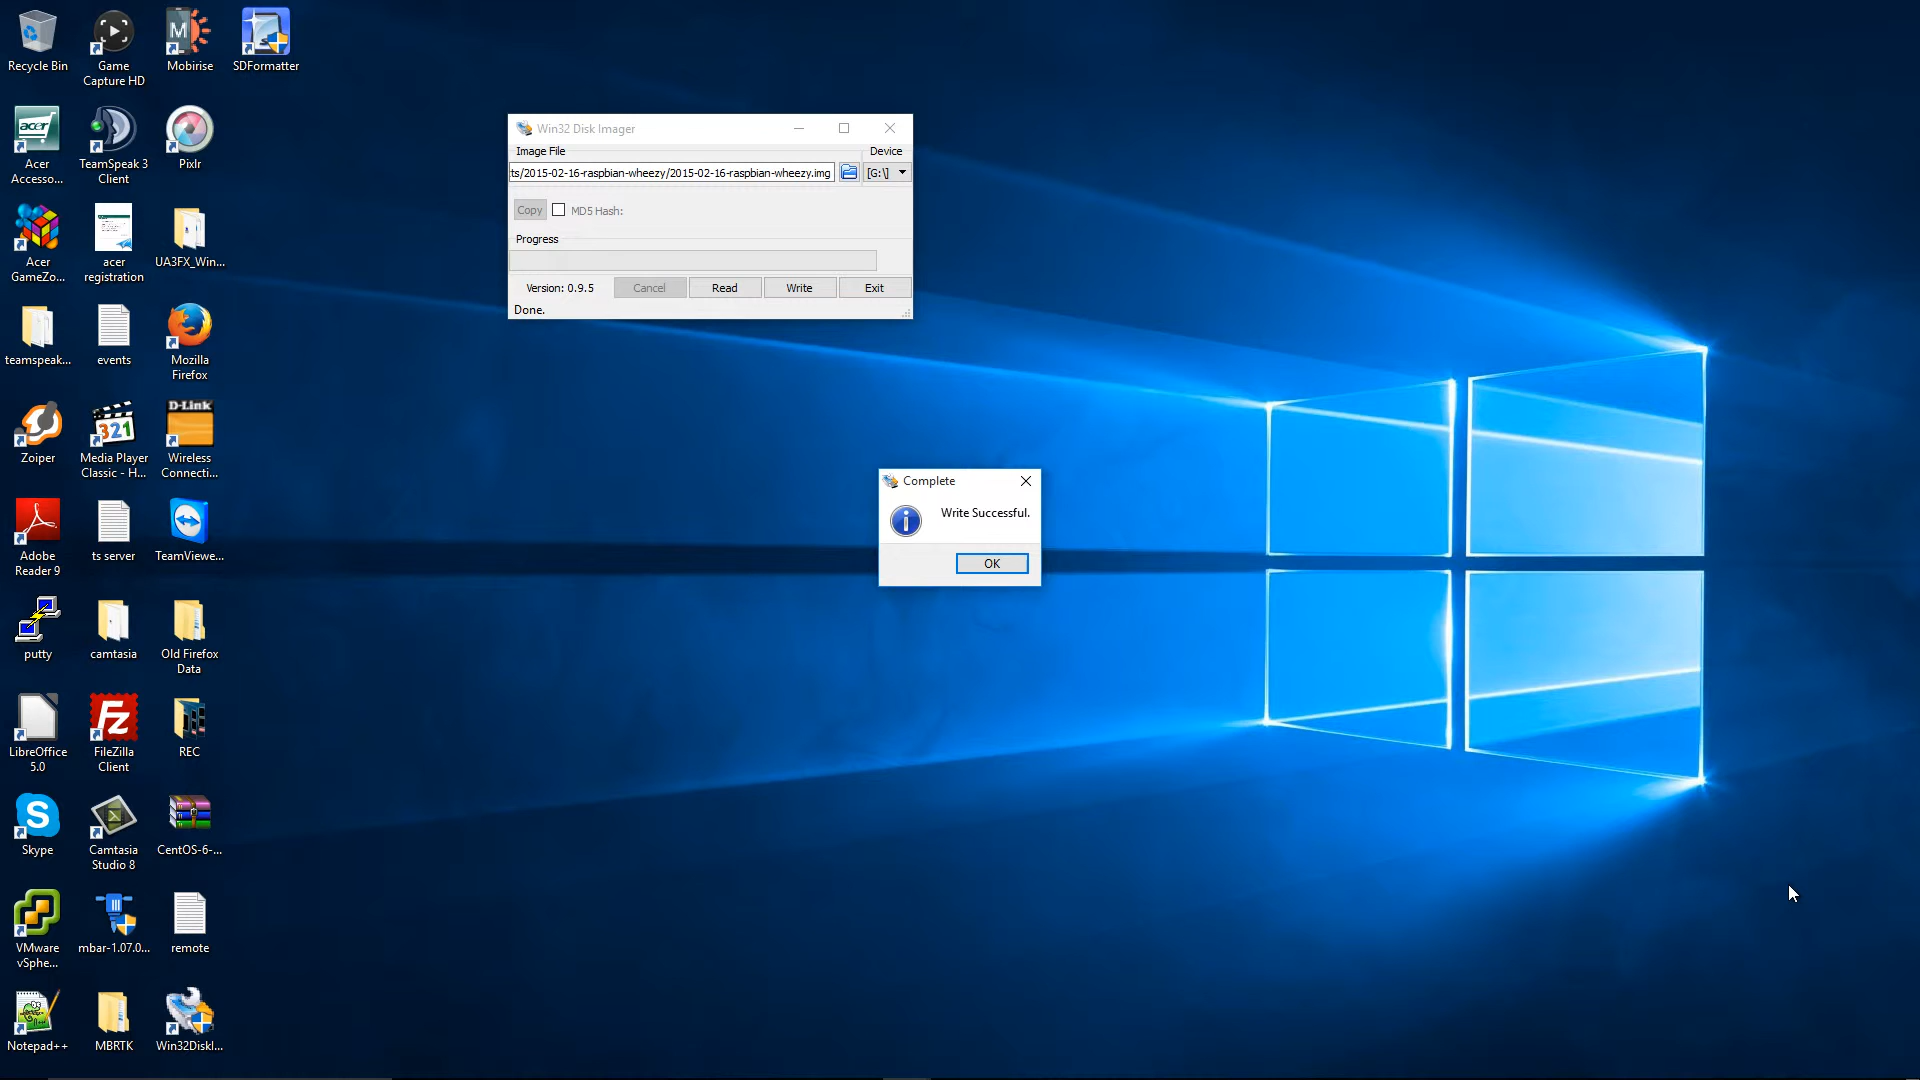 Recycle Bin
Game
Capture HD
Mobirise
SDFormatter
Acer
Accesso...
TeamSpeak 3
Client
Pixlr
Acer
GameZo...
acer
registration
UA3FX_Win...
teamspeak...
events
Mozilla
Firefox
Zoiper
Media Player
Classic - H...
D-Link
Wireless
Connecti...
Adobe
Reader 9
ts server
TeamViewe...
putty
camtasia
Old Firefox
Data
LibreOffice
5.0
FileZilla
Client
REC
Skype
Camtasia
Studio 8
CentOS-6-...
VMware
vSphe...
mbar-1.07.0...
remote
Notepad++
MBRTK
Win32DiskI...
Win32 Disk Imager
Image File
Device
ts/2015-02-16-raspbian-wheezy/2015-02-16-raspbian-wheezy.img
[G:\]
Copy
MD5 Hash:
Progress
Version: 0.9.5
Cancel
Read
Write
Exit
Done.
Complete
Write Successful.
OK